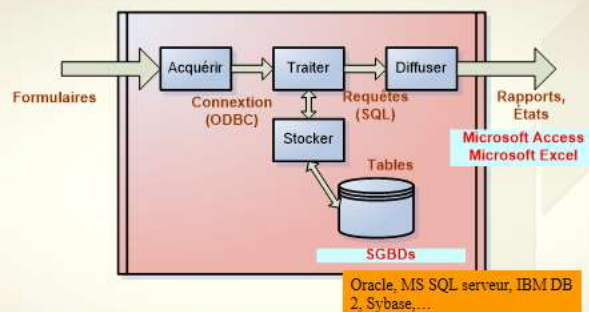 Acquérir
Traiter
Diffuser
Formulaires
Connextion
(ODBC)
Requêtes
(SQL)
Rapports,
États
Stocker
Microsoft Access
Microsoft Excel
Tables
SGBDs
Oracle, MS SQL serveur, IBM DB
2, Sybase,…